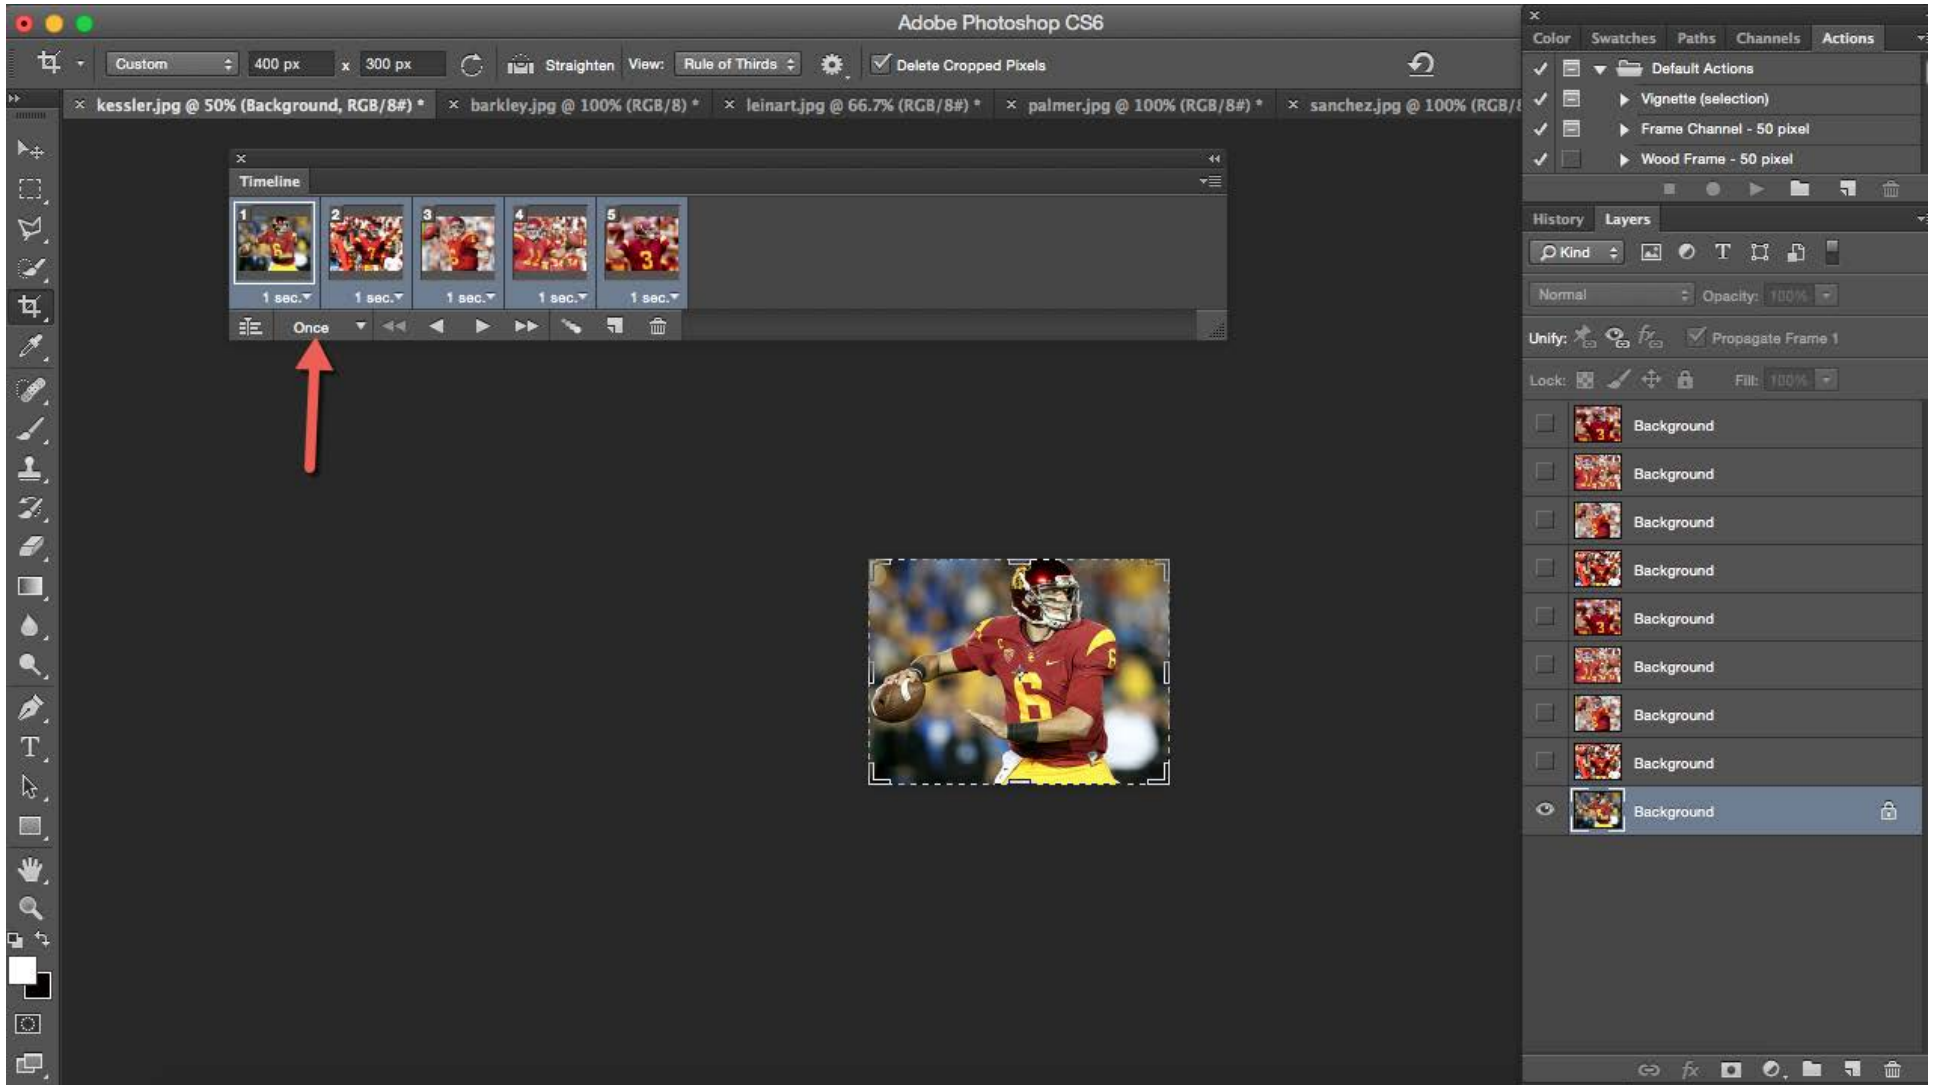 Adobe Photoshop CS6
Custom 400 px x 300 px Straighten View: Rule of Thirds Delete Cropped Pixels
kessler.jpg @ 50% (Background, RGB/8#) * barkley.jpg @ 100% (RGB/8) * leinart.jpg @ 66.7% (RGB/8#) * palmer.jpg @ 100% (RGB/8#) * sanchez.jpg @ 100% (RGB/8
Timeline
1 2 3 4 5
1 sec. 1 sec. 1 sec. 1 sec. 1 sec.
Once
6
6
Color Swatches Paths Channels Actions
Default Actions
Vignette (selection)
Frame Channel - 50 pixel
Wood Frame - 50 pixel
History Layers
Kind
Normal Opacity: 100%
Unify: Propagate Frame 1
Lock: Fill: 100%
Background
Background
Background
Background
Background
Background
Background
Background
Background